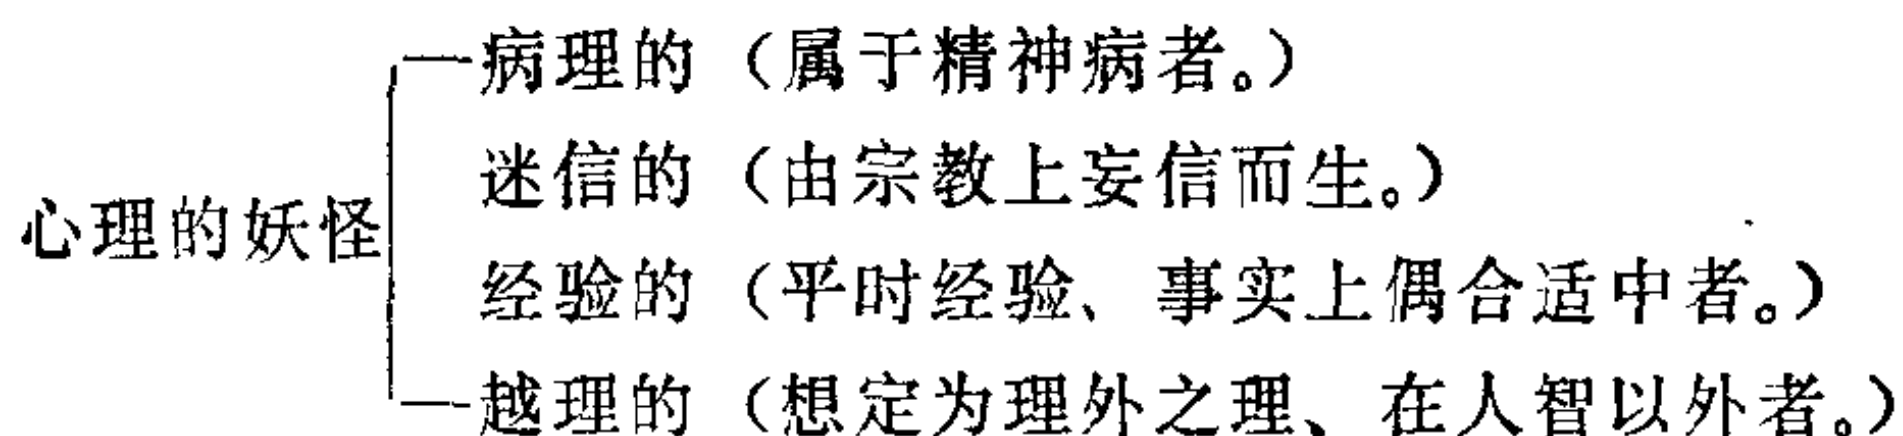 病理的（属于精神病者。）
迷信的（由宗教上妄信而生。）
心理的妖怪
经验的（平时经验、事实上偶合适中者。）
越理的（想定为理外之理、在人智以外者。）